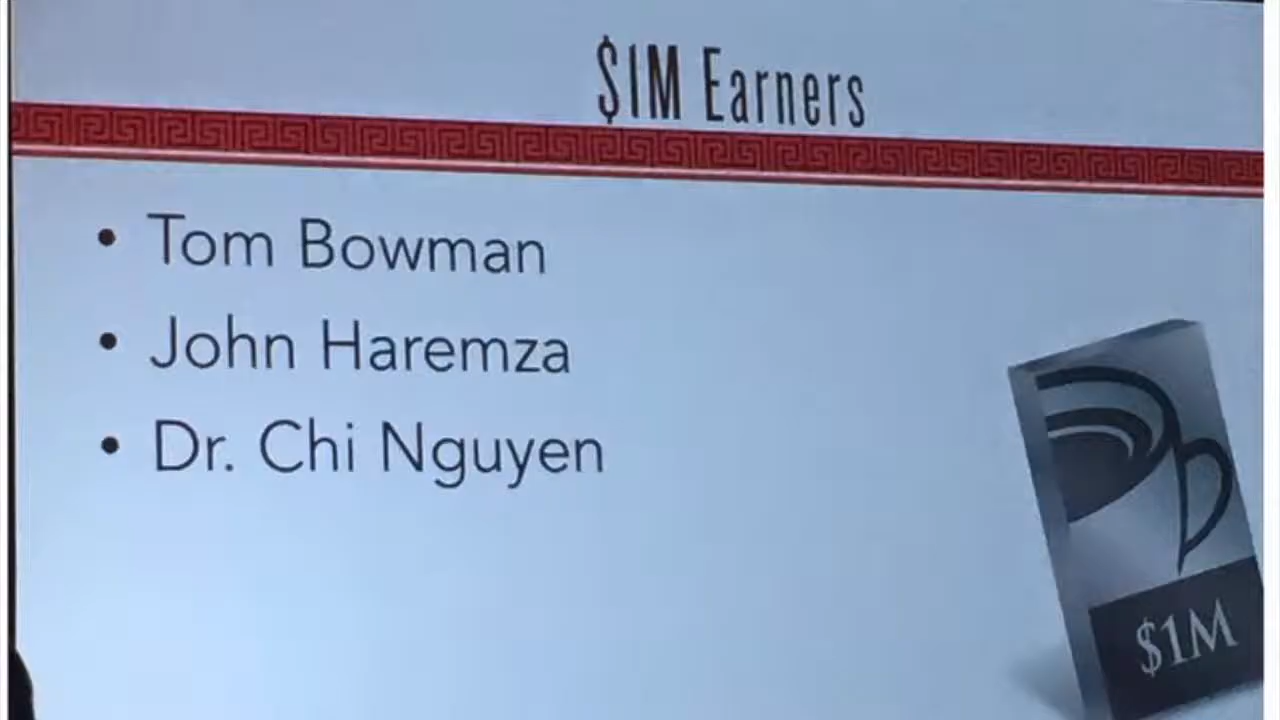 $1M Earners
• Tom Bowman
• John Haremza
• Dr. Chi Nguyen
$1M